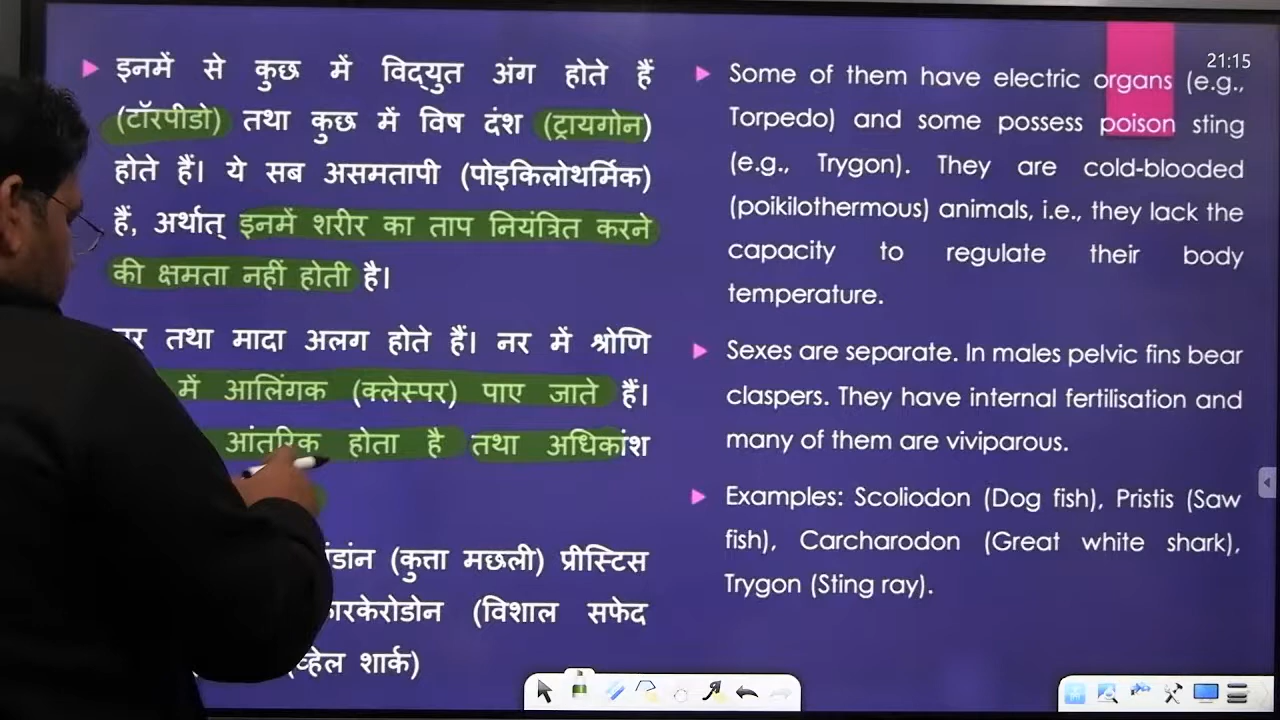 इनमें से कुछ में विद्युत अंग होते हैं
(टॉरपीडो) तथा कुछ में विष दंश (ट्रायगोन)
होते हैं। ये सब असमतापी (पोइकिलोथर्मिक)
हैं, अर्थात् इनमें शरीर का ताप नियंत्रित करने
की क्षमता नहीं होती है।
तथा मादा अलग होते हैं। नर में श्रोणि
में आलिंगक (क्लेस्पर) पाए जाते हैं।
आंतरिक होता है तथा अधिकांश
(कुत्ता मछली) प्रीस्टिस
(विशाल सफेद
शार्क)
21:15
Some of them have electric organs (e.g.,
Torpedo) and some possess poison sting
(e.g., Trygon). They are cold-blooded
(poikilothermous) animals, i.e., they lack the
capacity to regulate their body
temperature.
Sexes are separate. In males pelvic fins bear
claspers. They have internal fertilisation and
many of them are viviparous.
Examples: Scoliodon (Dog fish), Pristis (Saw
fish), Carcharodon (Great white shark),
Trygon (Sting ray).